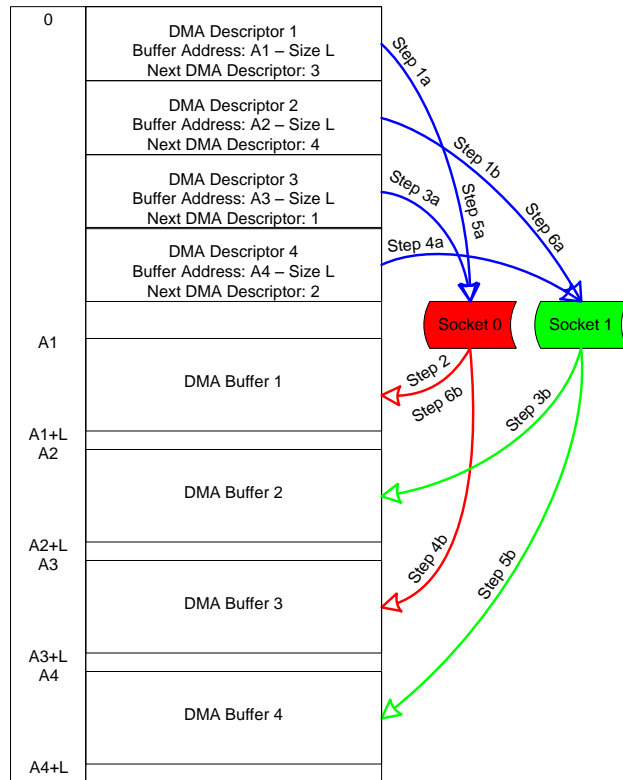 0
DMA Descriptor 1
Buffer Address: A1 – Size L
Next DMA Descriptor: 3
DMA Descriptor 2
Buffer Address: A2 – Size L
Next DMA Descriptor: 4
DMA Descriptor 3
Buffer Address: A3 – Size L
Next DMA Descriptor: 1
DMA Descriptor 4
Buffer Address: A4 – Size L
Next DMA Descriptor: 2
Step 1a
Step 1b
Step 3a
Step 5a
Step 6a
Step 4a
Socket 0
Socket 1
A1
DMA Buffer 1
Step 2
Step 6b
Step 3b
A1+L
A2
DMA Buffer 2
A2+L
A3
Step 4b
Step 5b
DMA Buffer 3
A3+L
A4
DMA Buffer 4
A4+L